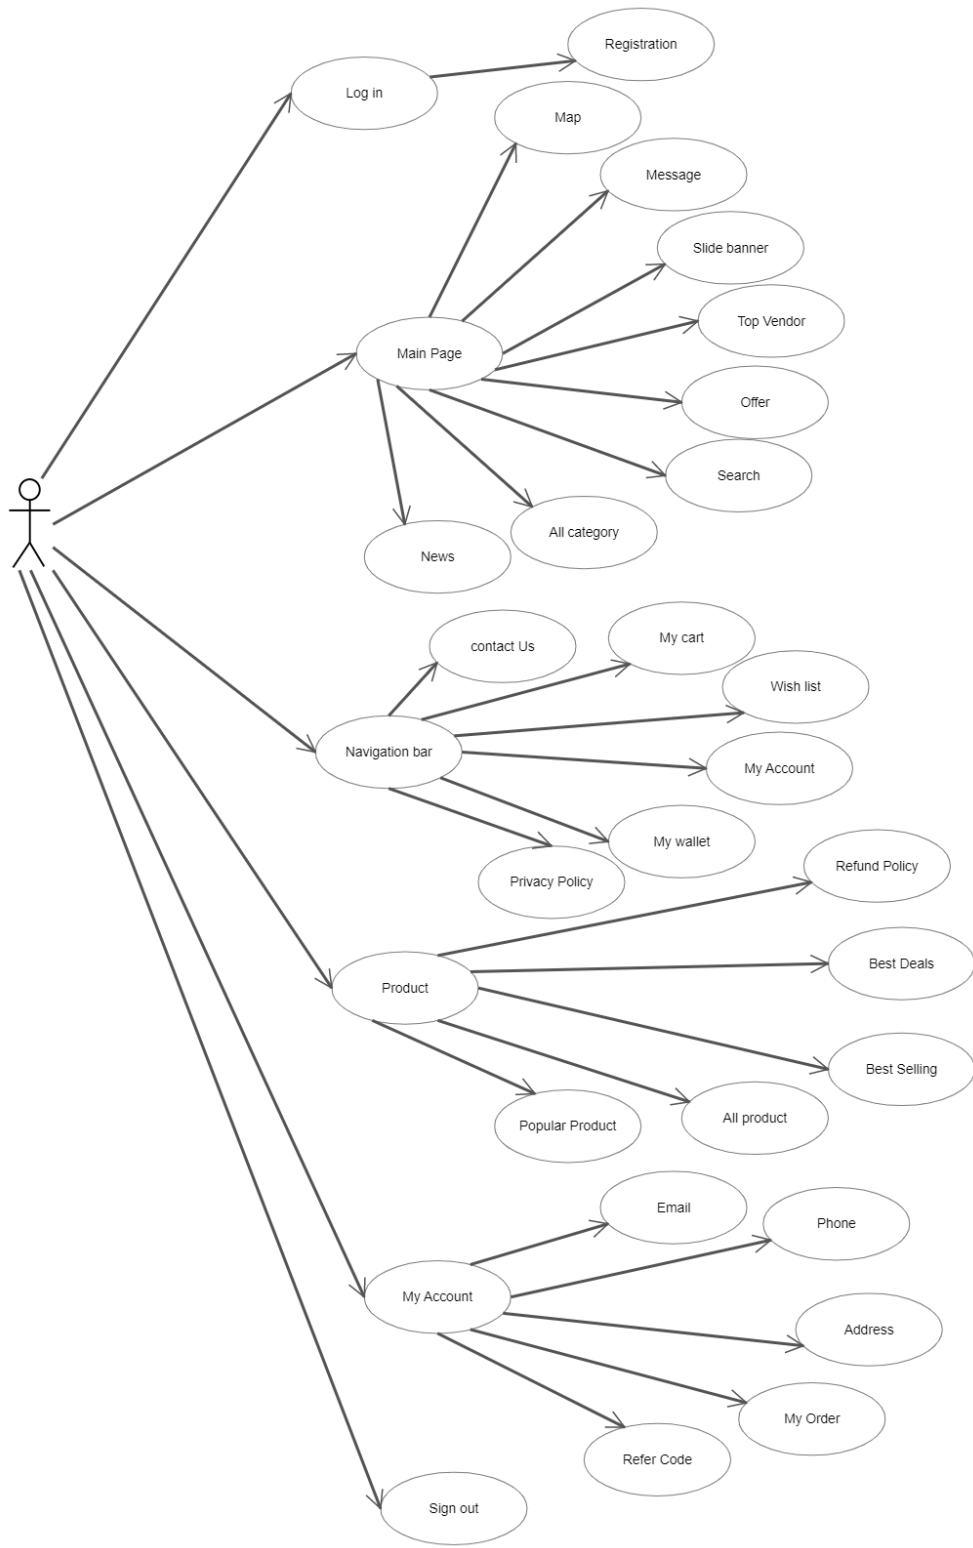 Registration
Log in
Map
Message
Slide banner
Top Vendor
Main Page
Offer
Search
All category
News
contact Us
My cart
Wish list
Navigation bar
My Account
My wallet
Privacy Policy
Refund Policy
Best Deals
Product
Best Selling
All product
Popular Product
Email
Phone
My Account
Address
My Order
Refer Code
Sign out